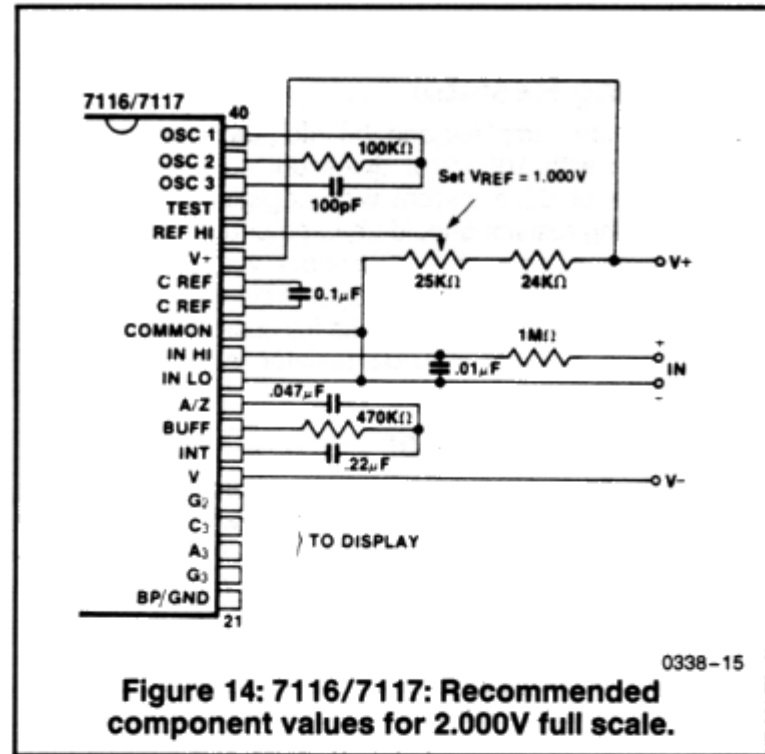 7116/7117
40
OSC 1
OSC 2
OSC 3
TEST
REF HI
V+
C REF
C REF
COMMON
IN HI
IN LO
A/Z
BUFF
INT
V
G2
C3
A3
G3
BP/GND
21
100KΩ
100pF
Set VREF = 1.000V
25KΩ
24KΩ
V+
0.1µF
1MΩ
+
IN
-
.01µF
.047µF
470KΩ
.22µF
V-
} TO DISPLAY
0338-15
Figure 14: 7116/7117: Recommended
component values for 2.000V full scale.